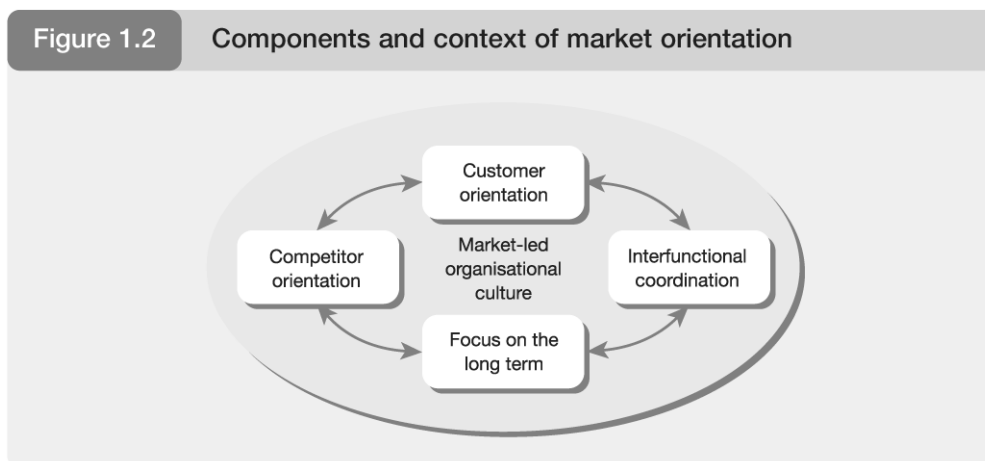 Figure 1.2
Components and context of market orientation
Customer
orientation
Competitor
orientation
Market-led
organisational
culture
Interfunctional
coordination
Focus on the
long term